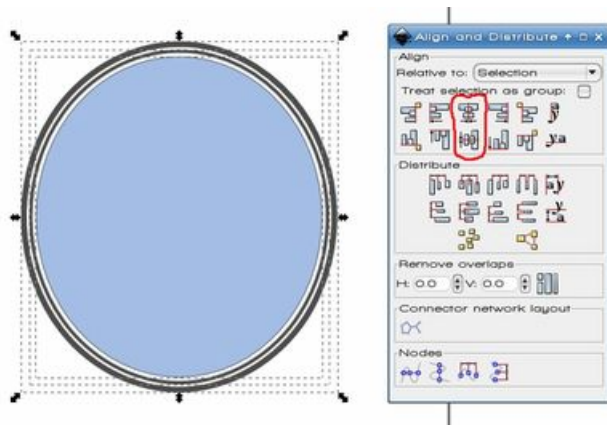 Align and Distribute
Align
Relative to: Selection
Treat selection as group:
Distribute
Remove overlaps
H: 0.0 V: 0.0
Connector network layout
Nodes